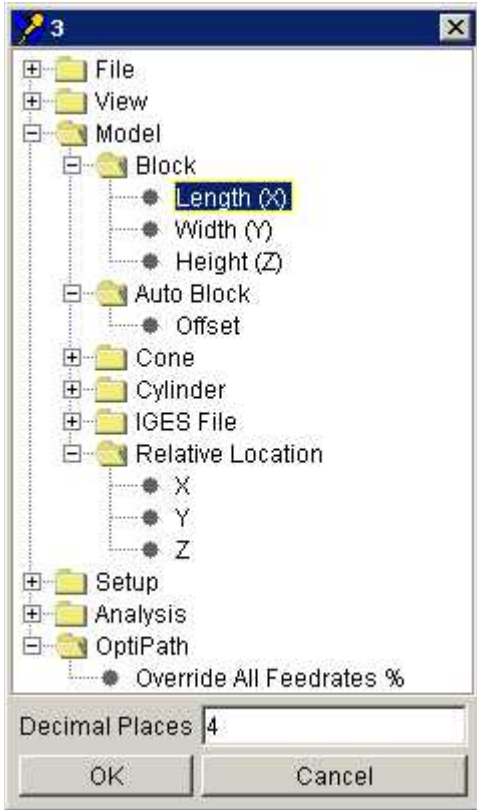 3
File
View
Model
Block
Length (X)
Width (Y)
Height (Z)
Auto Block
Offset
Cone
Cylinder
IGES File
Relative Location
X
Y
Z
Setup
Analysis
OptiPath
Override All Feedrates %
Decimal Places 4
OK Cancel